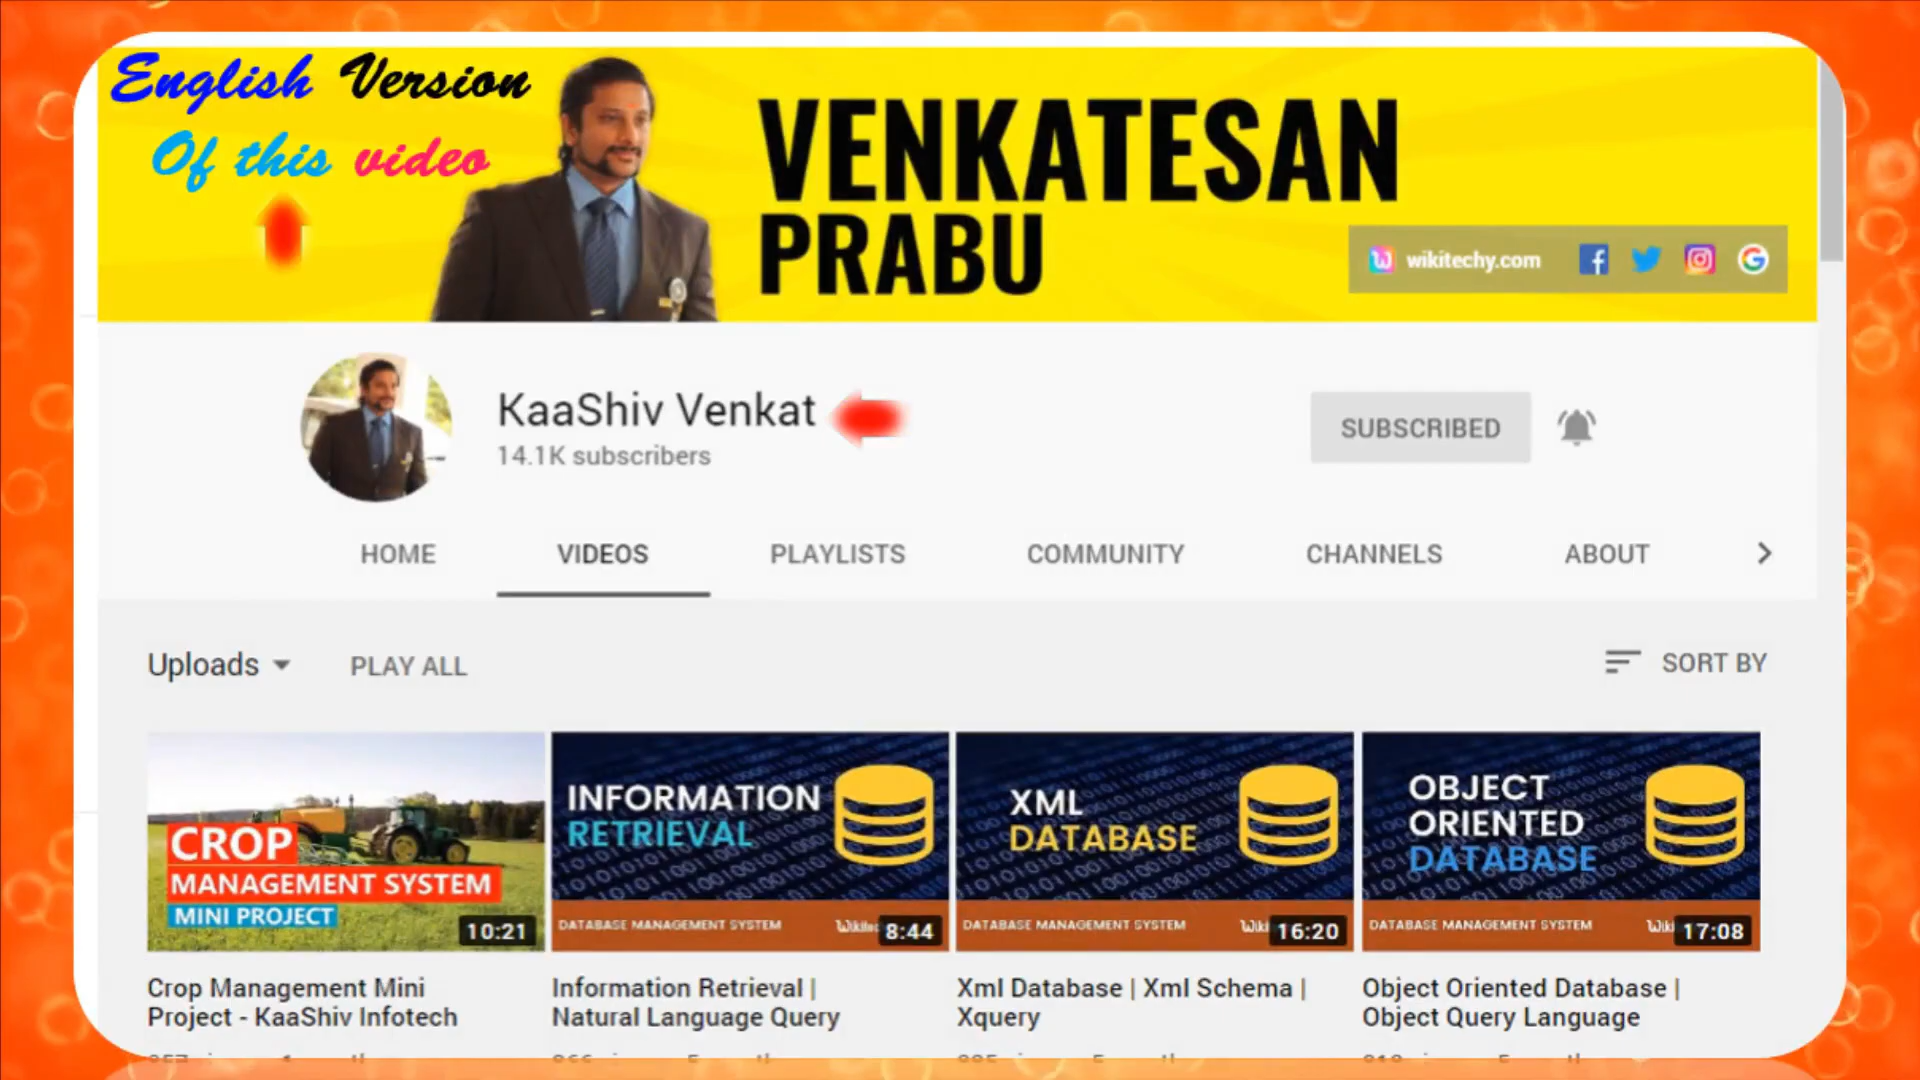 English Version
Of this video
VENKATESAN
PRABU
wikitechy.com
KaaShiv Venkat
14.1K subscribers
SUBSCRIBED
HOME VIDEOS PLAYLISTS COMMUNITY CHANNELS ABOUT
Uploads PLAY ALL SORT BY
CROP
MANAGEMENT SYSTEM
MINI PROJECT
10:21
INFORMATION
RETRIEVAL
DATABASE MANAGEMENT SYSTEM
8:44
XML
DATABASE
DATABASE MANAGEMENT SYSTEM
16:20
OBJECT
ORIENTED
DATABASE
DATABASE MANAGEMENT SYSTEM
17:08
Crop Management Mini
Project - KaaShiv Infotech
Information Retrieval |
Natural Language Query
Xml Database | Xml Schema |
Xquery
Object Oriented Database |
Object Query Language